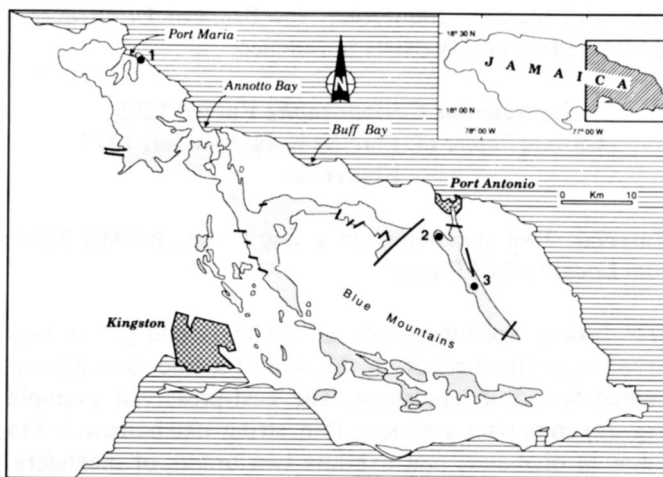 Port Maria
1
Annotto Bay
Buff Bay
18° 30'
JAMAICA
18° 00'
78° 00 W
77° 00 W
Port Antonio
0 Km 10
2
3
Blue Mountains
Kingston